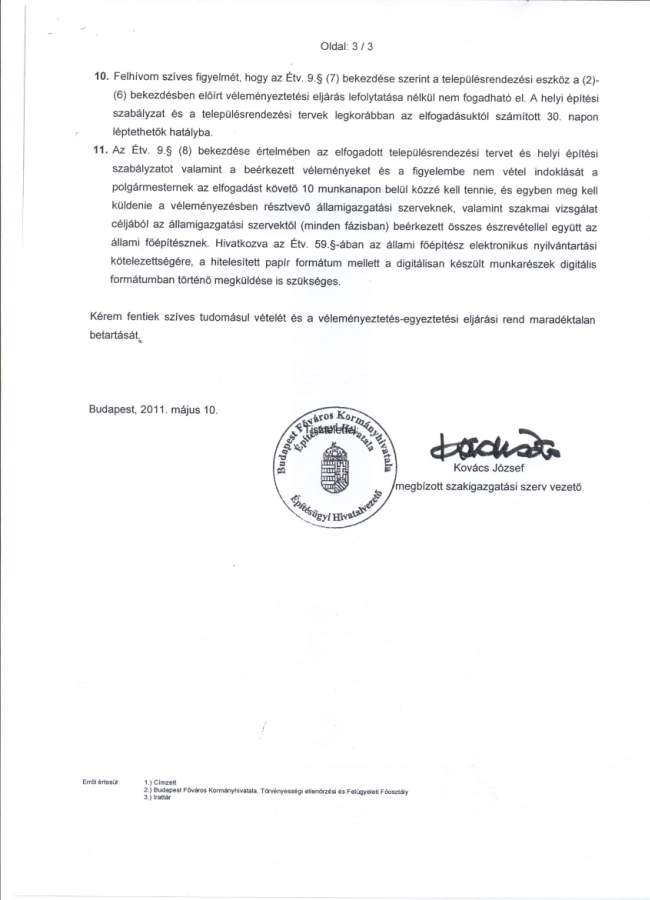 Oldal: 3 / 3
10. Felhívom szíves figyelmét, hogy az Étv. 9.§ (7) bekezdése szerint a településrendezési eszköz a (2)-
(6) bekezdésben előírt véleményeztetési eljárás lefolytatása nélkül nem fogadható el. A helyi építési
szabályzat és a településrendezési tervek legkorábban az elfogadásuktól számított 30. napon
léptethetők hatályba.
11. Az Étv. 9.§ (8) bekezdése értelmében az elfogadott településrendezési tervet és helyi építési
szabályzatot valamint a beérkezett véleményeket és a figyelembe nem vétel indoklását a
polgármesternek az elfogadást követő 10 munkanapon belül közzé kell tennie, és egyben meg kell
küldenie a véleményezésben résztvevő államigazgatási szerveknek, valamint szakmai vizsgálat
céljából az államigazgatási szervektől (minden fázisban) beérkezett összes észrevétellel együtt az
állami főépítésznek. Hivatkozva az Étv. 59.§-ában az állami főépítész elektronikus nyilvántartási
kötelezettségére, a hitelesített papír formátum mellett a digitálisan készült munkarészek digitális
formátumban történő megküldése is szükséges.
Kérem fentiek szíves tudomásul vételét és a véleményeztetés-egyeztetési eljárási rend maradéktalan
betartását.
Budapest, 2011. május 10.
Budapest Főváros Kormányhivatala
Építésügyi Hivatala
Építésügyi Hivatalvezető
Kovács József
megbízott szakigazgatási szerv vezető
Erről értesül:
1.) Címzett
2.) Budapest Főváros Kormányhivatala, Törvényességi ellenőrzési és Felügyeleti Főosztály
3.) Irattár